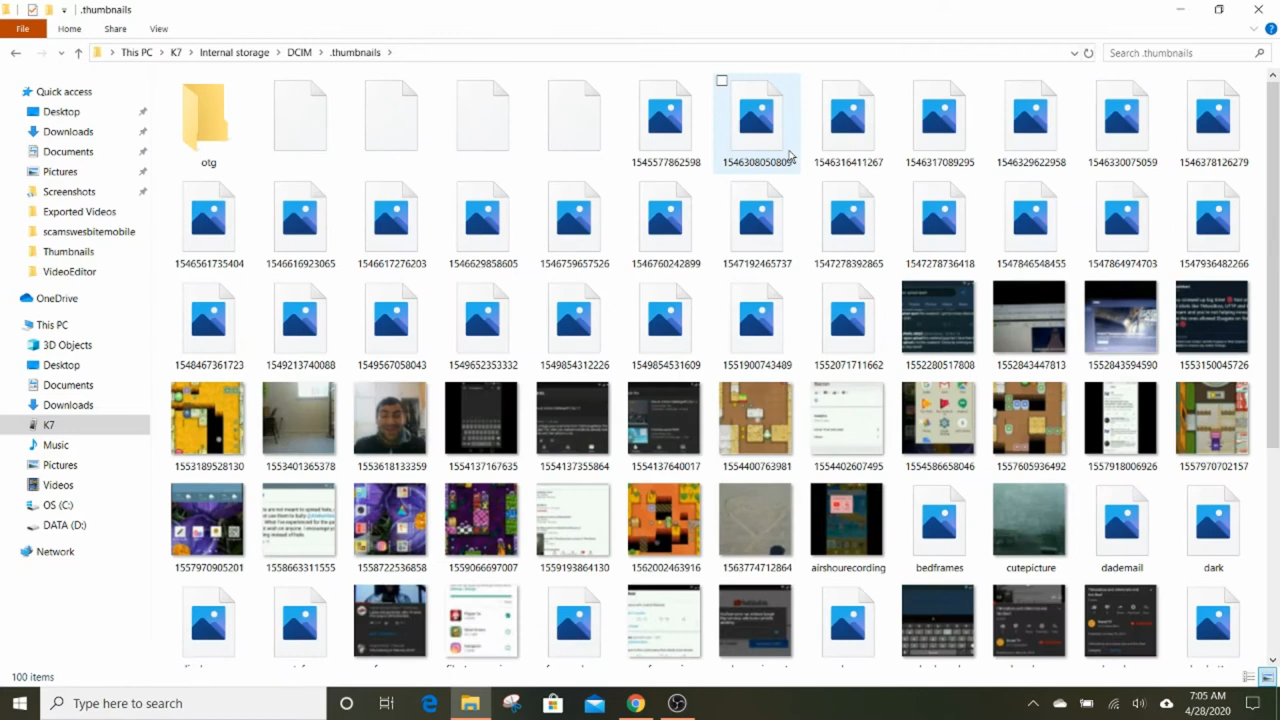 .thumbnails
File Home Share View
This PC K7 Internal storage DCIM .thumbnails Search .thumbnails
Quick access
Desktop
Downloads
Documents
Pictures
Screenshots
Exported Videos
scamswesbitemobile
Thumbnails
VideoEditor
OneDrive
This PC
3D Objects
Desktop
Documents
Downloads
K7
Music
Pictures
Videos
OS (C:)
DATA (D:)
Network
otg 1545577862598 1546308050809 1546316411267 1546317089295 1546329622958 1546330075059 1546378126279
1546561735404 1546616923065 1546617276203 1546629858605 1546759657526 1546760242899 1547192465737 1547278392865 1547278736418 1547846548455 1547864974703 1547936482266
1548467361723 1549213740088 1549567058043 1549632553332 1549854312226 1549854531609 1551900743489 1552071711662 1552280517808 1552843447813 1552843694590 1553150045726
1553189528130 1553401365378 1553618133359 1554137167635 1554137355864 1554137640017 1554400763981 1554402607495 1554586658046 1557605936492 1557918006926 1557970702157
1557970905201 1558663311555 1558722536858 1559066697007 1559193864130 1562002463916 1563774712864 airshourecording bedframes cutepicture dademail dark
100 items
Type here to search
7:05 AM
4/28/2020